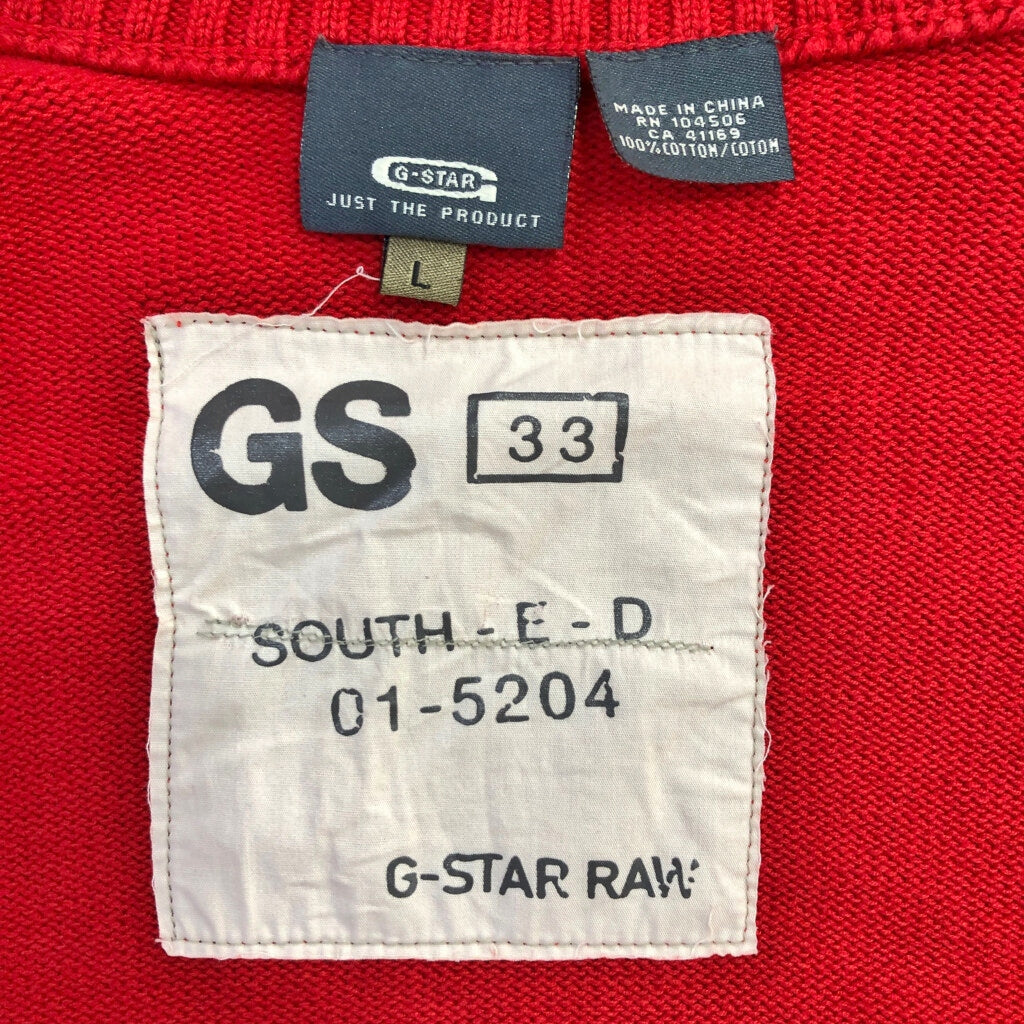 G-STAR
JUST THE PRODUCT
L
MADE IN CHINA
RN 104506
CA 41169
100% COTTON/COTON
GS
33
SOUTH - E - D
01-5204
G-STAR RAW